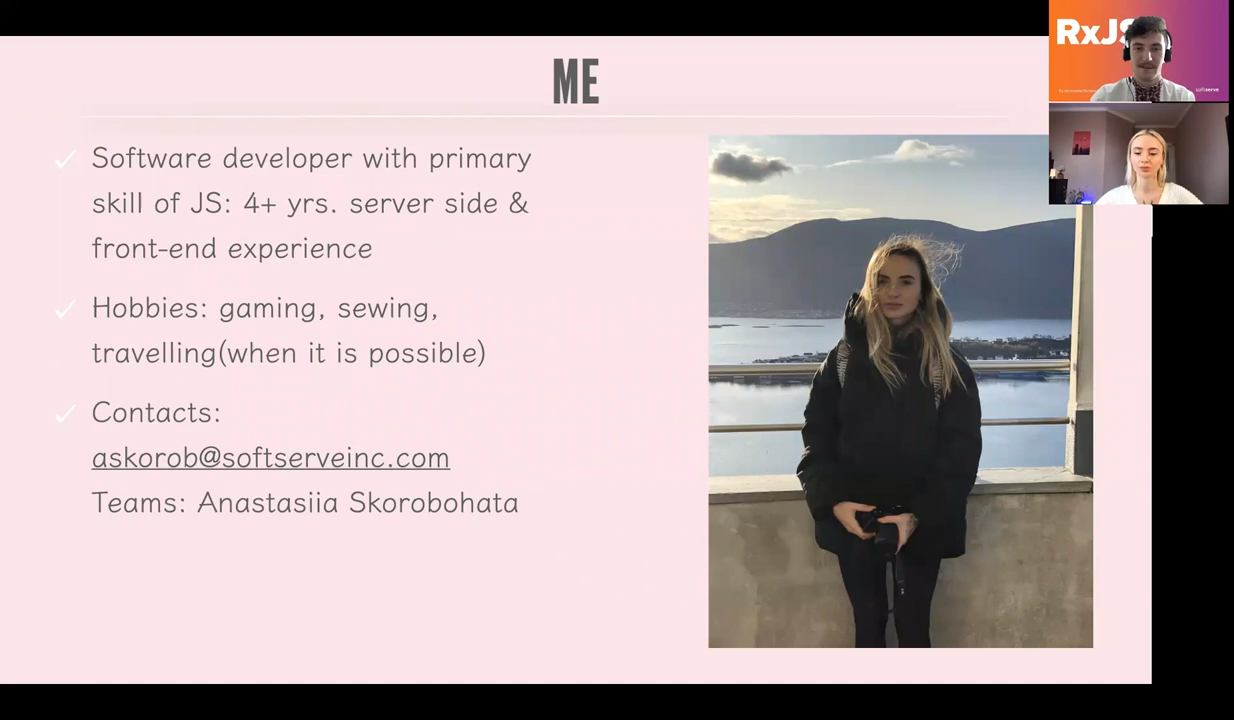 ME
Software developer with primary
skill of JS: 4+ yrs. server side &
front-end experience
Hobbies: gaming, sewing,
travelling(when it is possible)
Contacts:
askorob@softserveinc.com
Teams: Anastasiia Skorobohata
RxJS
softserve